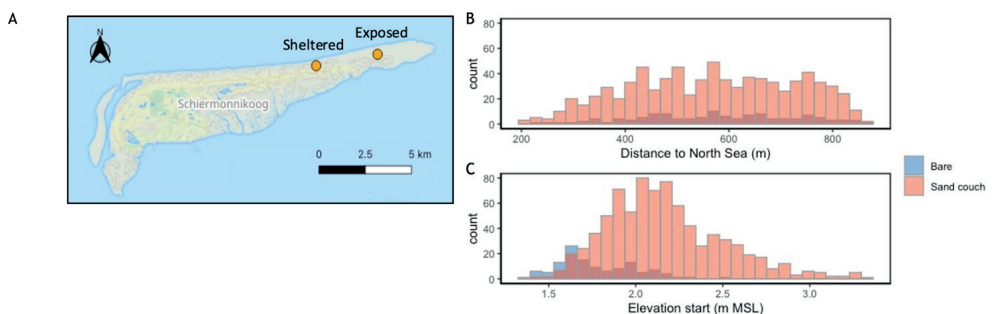 A
N
Sheltered
Exposed
Schiermonnikoog
0 2.5 5 km
B
80
60
40
20
0
count
200 400 600 800
Distance to North Sea (m)
C
80
60
40
20
0
count
1.5 2.0 2.5 3.0
Elevation start (m MSL)
Bare
Sand couch